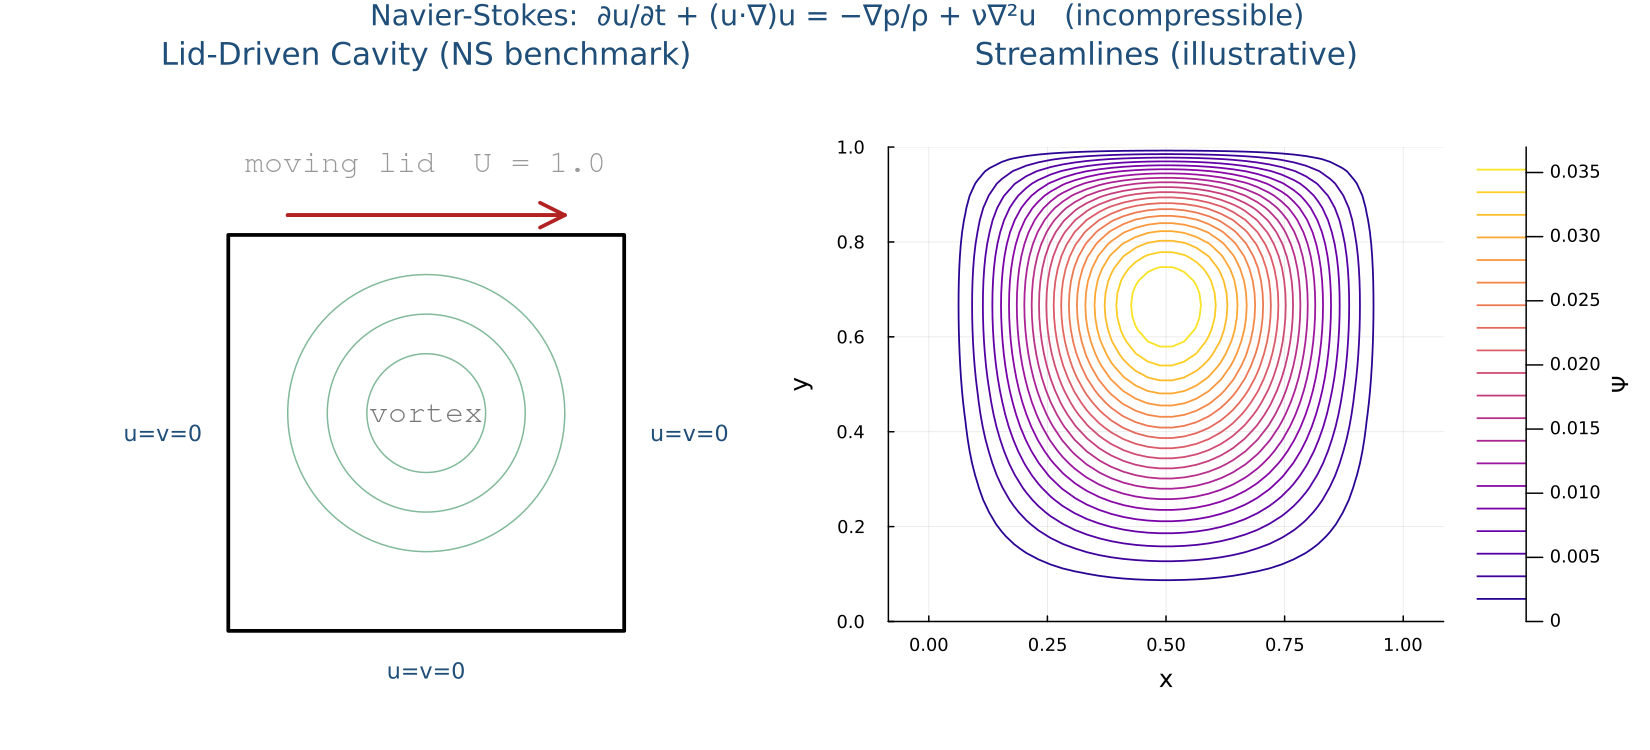 Navier-Stokes:  ∂u/∂t + (u·∇)u = −∇p/ρ + ν∇²u   (incompressible)
Lid-Driven Cavity (NS benchmark)
moving lid  U = 1.0
vortex
u=v=0
u=v=0
u=v=0
Streamlines (illustrative)
1.0
0.8
0.6
0.4
0.2
0.0
y
0.00 0.25 0.50 0.75 1.00
x
0.035
0.030
0.025
0.020
0.015
0.010
0.005
0
ψ